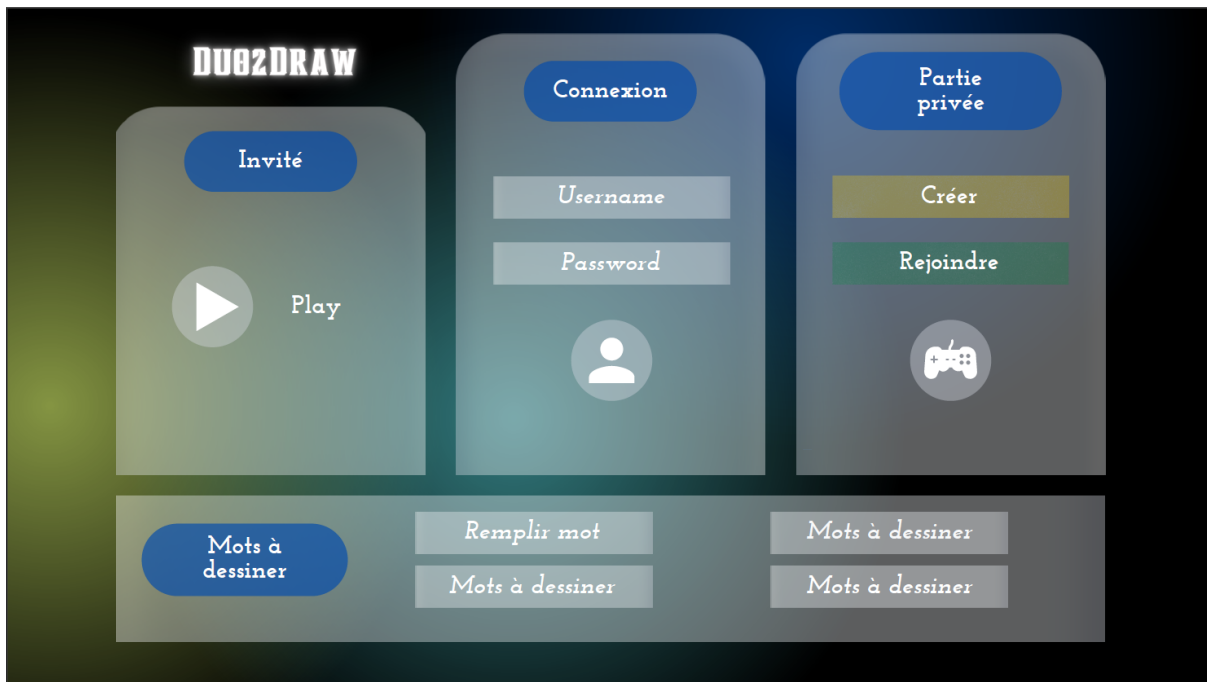 Duo2Draw
Invité
Play
Connexion
Username
Password
Partie
privée
Créer
Rejoindre
Mots à
dessiner
Remplir mot
Mots à dessiner
Mots à dessiner
Mots à dessiner